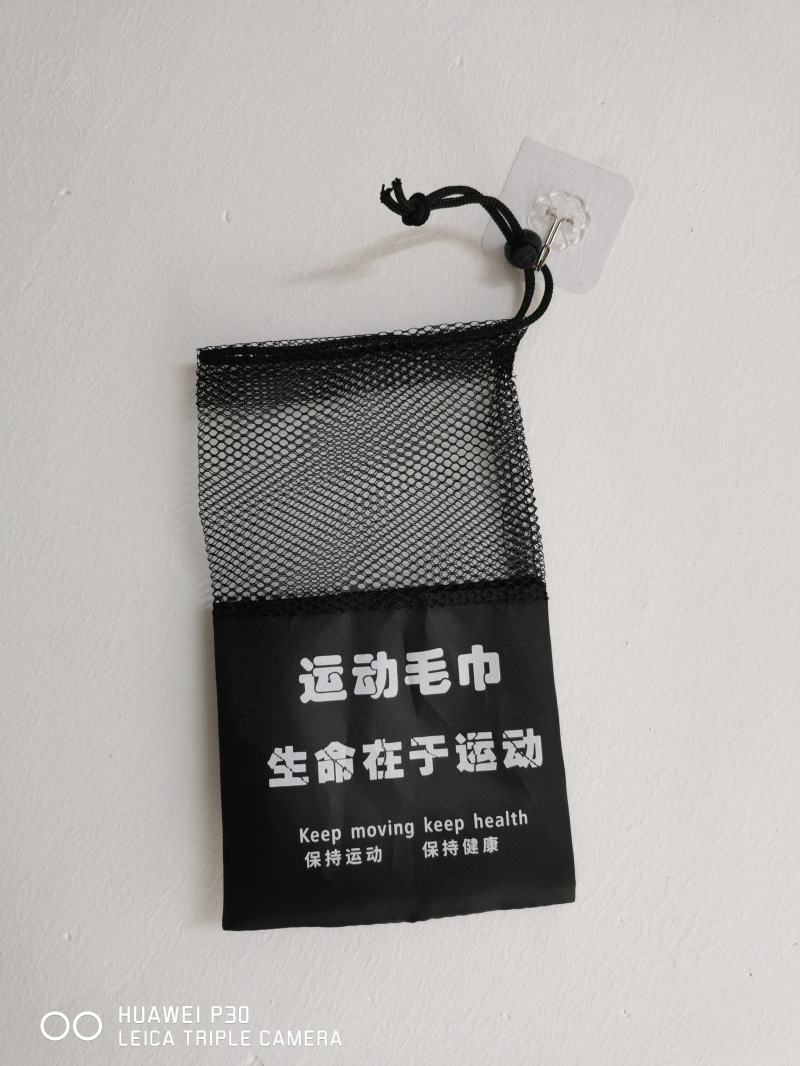 运动毛巾
生命在于运动
Keep moving keep health
保持运动 保持健康
HUAWEI P30
LEICA TRIPLE CAMERA